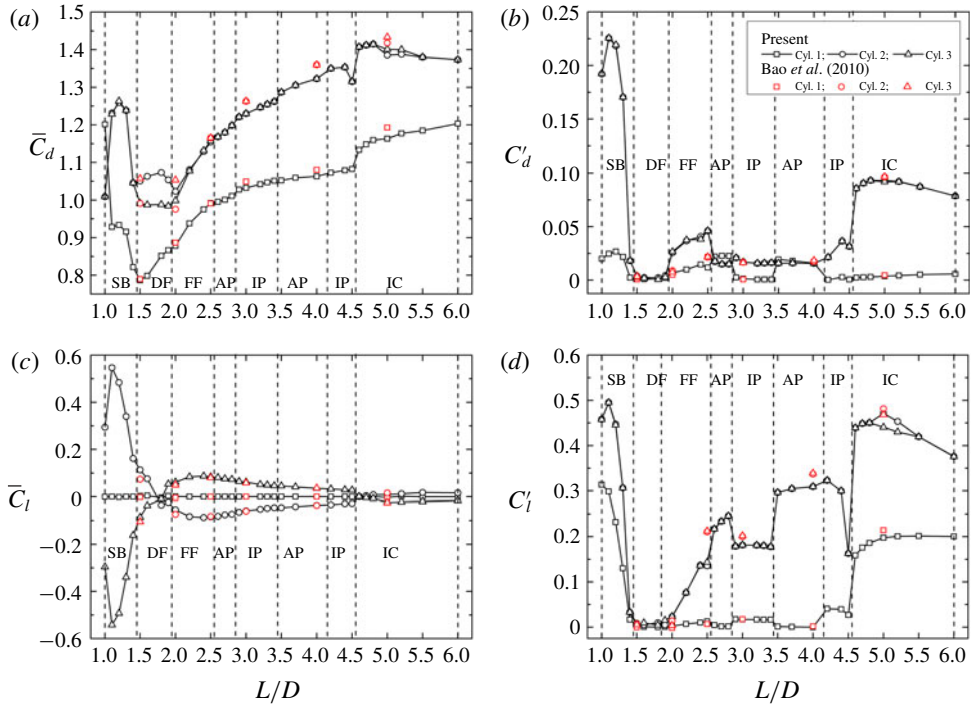 (a)
1.5
1.4
1.3
1.2
1.1
1.0
0.9
0.8
C̅d
SB DF FF AP IP AP IP IC
1.0 1.5 2.0 2.5 3.0 3.5 4.0 4.5 5.0 5.5 6.0
(b)
0.25
0.20
0.15
0.10
0.05
0
C′d
Present
Cyl. 1; Cyl. 2; Cyl. 3
Bao et al. (2010)
Cyl. 1; Cyl. 2; Cyl. 3
SB DF FF AP IP AP IP IC
1.0 1.5 2.0 2.5 3.0 3.5 4.0 4.5 5.0 5.5 6.0
(c)
0.6
0.4
0.2
0
−0.2
−0.4
−0.6
C̅l
SB DF FF AP IP AP IP IC
1.0 1.5 2.0 2.5 3.0 3.5 4.0 4.5 5.0 5.5 6.0
L/D
(d)
0.6
0.5
0.4
0.3
0.2
0.1
0
C′l
SB DF FF AP IP AP IP IC
1.0 1.5 2.0 2.5 3.0 3.5 4.0 4.5 5.0 5.5 6.0
L/D